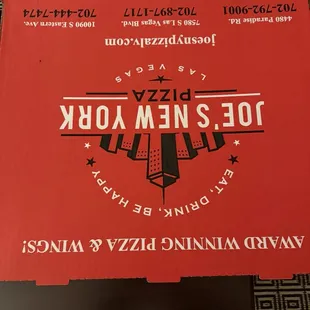 AWARD WINNING PIZZA & WINGS!
EAT, DRINK, BE HAPPY
JOE'S NEW YORK
PIZZA
LAS VEGAS
joesnypizzalv.com
4480 Paradise Rd.
702-792-9001
7580 S Las Vegas Blvd.
702-897-1717
10090 S Eastern Ave.
702-444-7474